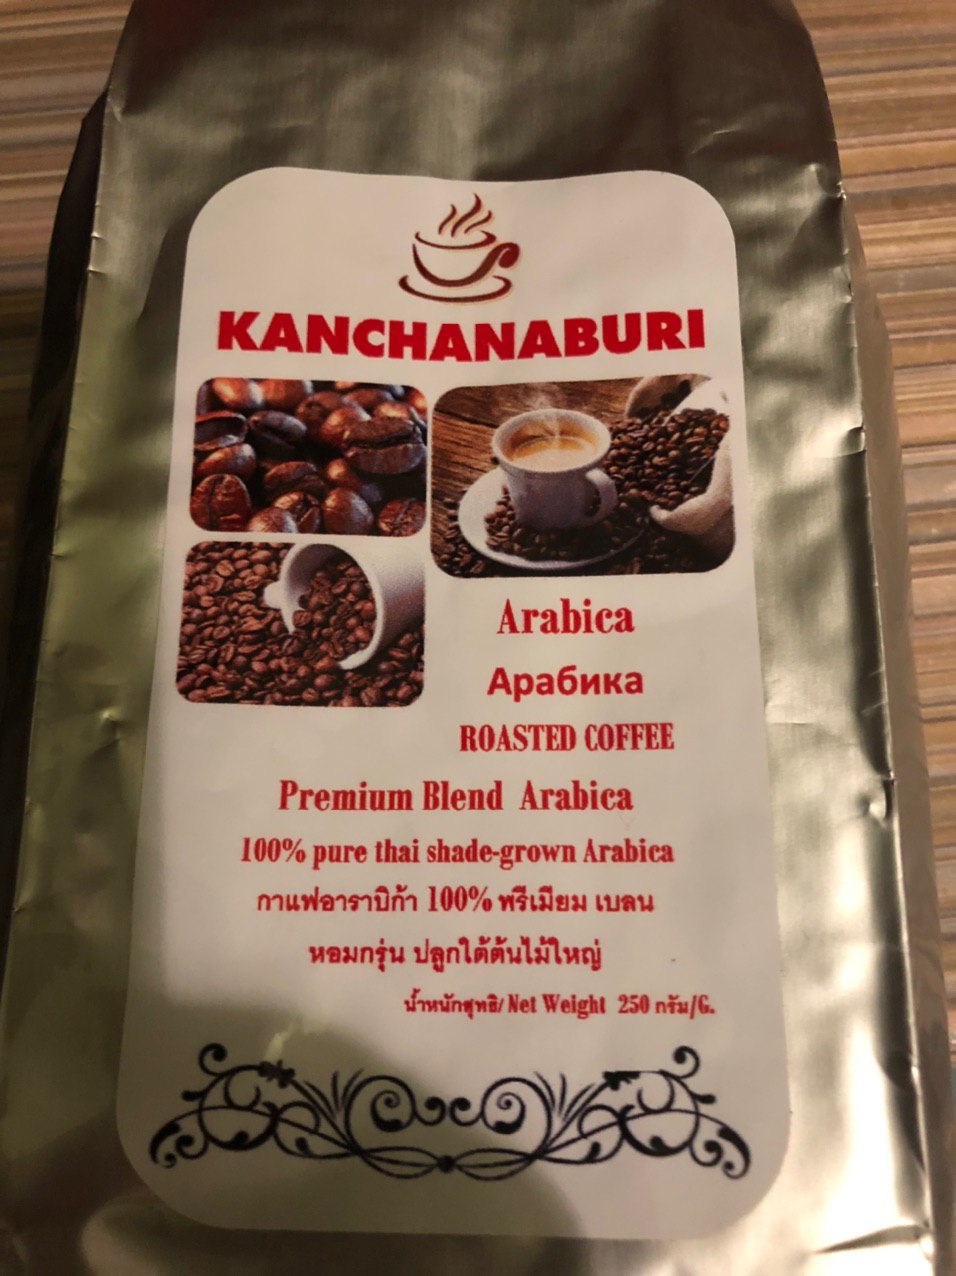 KANCHANABURI
Arabica
Арабика
ROASTED COFFEE
Premium Blend Arabica
100% pure thai shade-grown Arabica
กาแฟอาราบิก้า 100% พรีเมียม เบลน
หอมกรุ่น ปลูกใต้ต้นไม้ใหญ่
น้ำหนักสุทธิ/ Net Weight 250 กรัม/G.